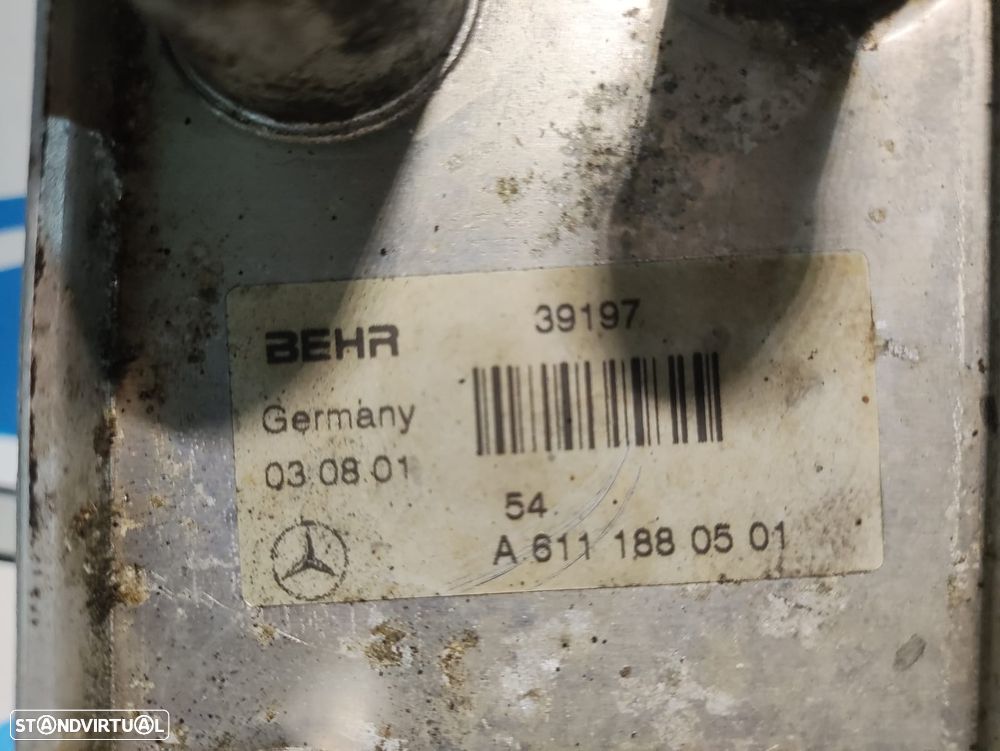 BEHR 39197
Germany
03.08.01
54
A 611 188 05 01
STANDVIRTUAL